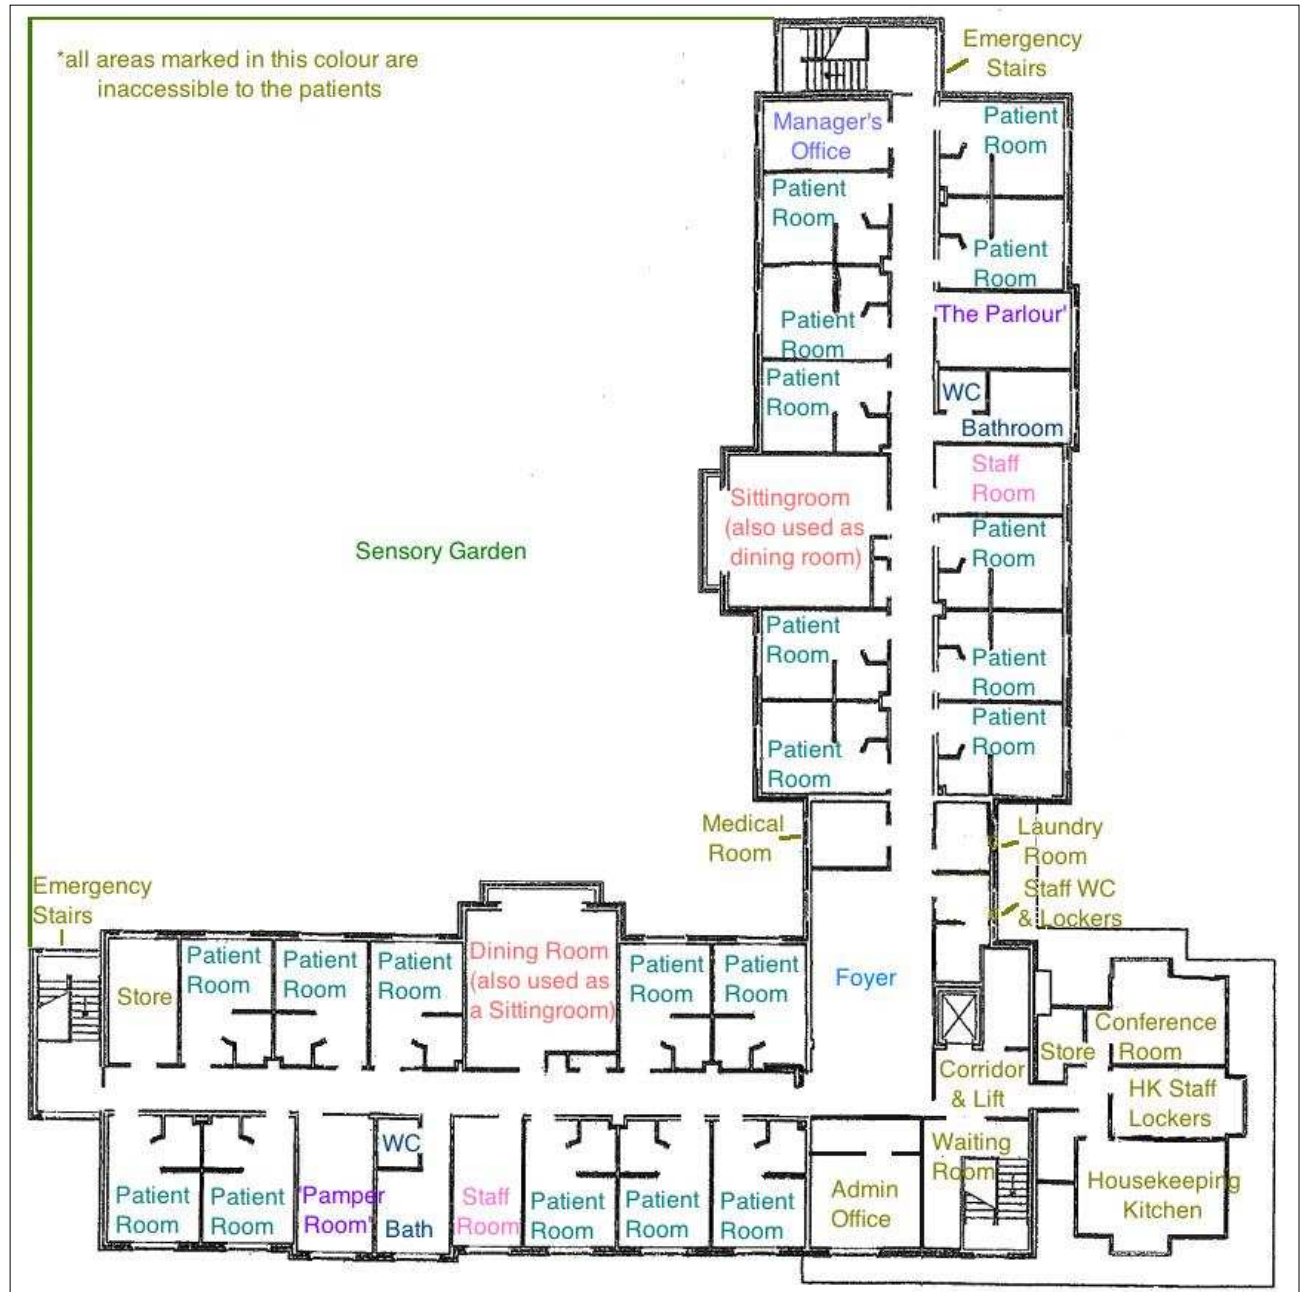 *all areas marked in this colour are
inaccessible to the patients
Emergency
Stairs
Manager's
Office
Patient
Room
Patient
Room
Patient
Room
Patient
Room
'The Parlour'
Patient
Room
Patient
Room
WC
Bathroom
Staff
Room
Sittingroom
(also used as
dining room)
Sensory Garden
Patient
Room
Patient
Room
Patient
Room
Patient
Room
Patient
Room
Medical
Room
Laundry
Room
Staff WC
& Lockers
Emergency
Stairs
Store
Patient
Room
Patient
Room
Patient
Room
Dining Room
(also used as
a Sittingroom)
Patient
Room
Patient
Room
Foyer
Conference
Room
Store
Corridor
& Lift
HK Staff
Lockers
WC
Waiting
Room
Patient
Room
Patient
Room
'Pamper
Room'
Bath
Staff
Room
Patient
Room
Patient
Room
Patient
Room
Admin
Office
Housekeeping
Kitchen